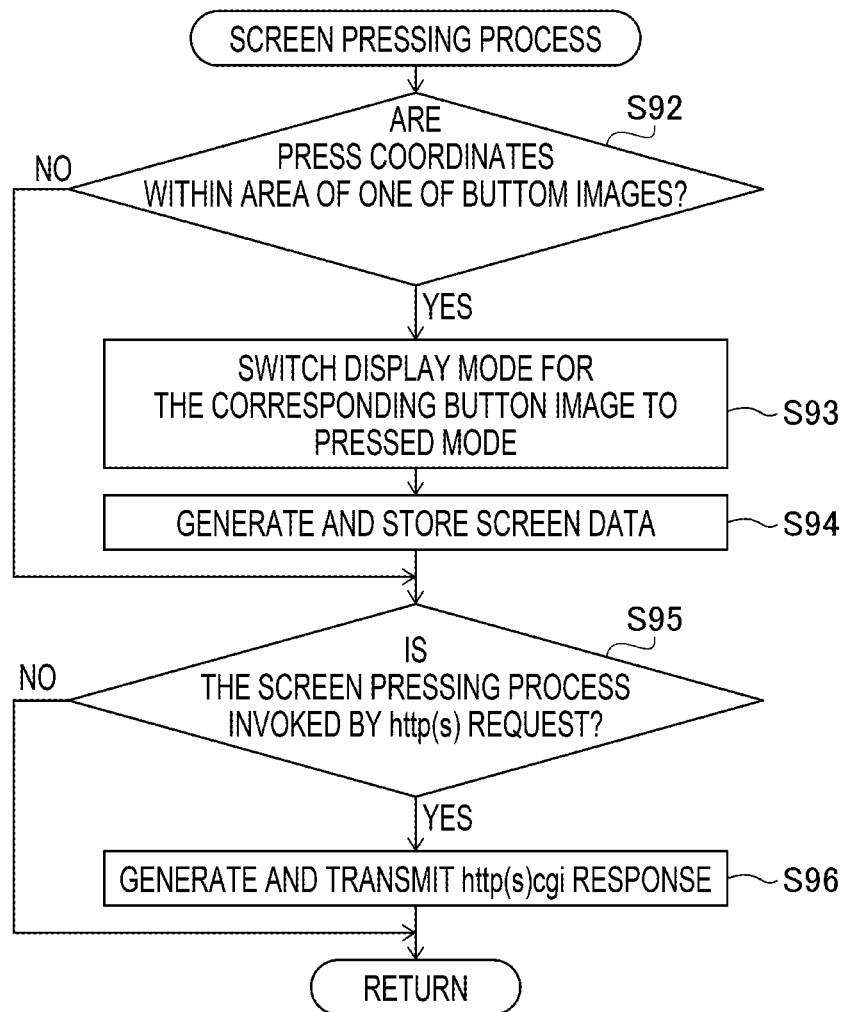 SCREEN PRESSING PROCESS
S92
ARE
PRESS COORDINATES
WITHIN AREA OF ONE OF BUTTOM IMAGES?
NO
YES
SWITCH DISPLAY MODE FOR
THE CORRESPONDING BUTTON IMAGE TO
PRESSED MODE
S93
GENERATE AND STORE SCREEN DATA
S94
S95
IS
THE SCREEN PRESSING PROCESS
INVOKED BY http(s) REQUEST?
NO
YES
GENERATE AND TRANSMIT http(s)cgi RESPONSE
S96
RETURN